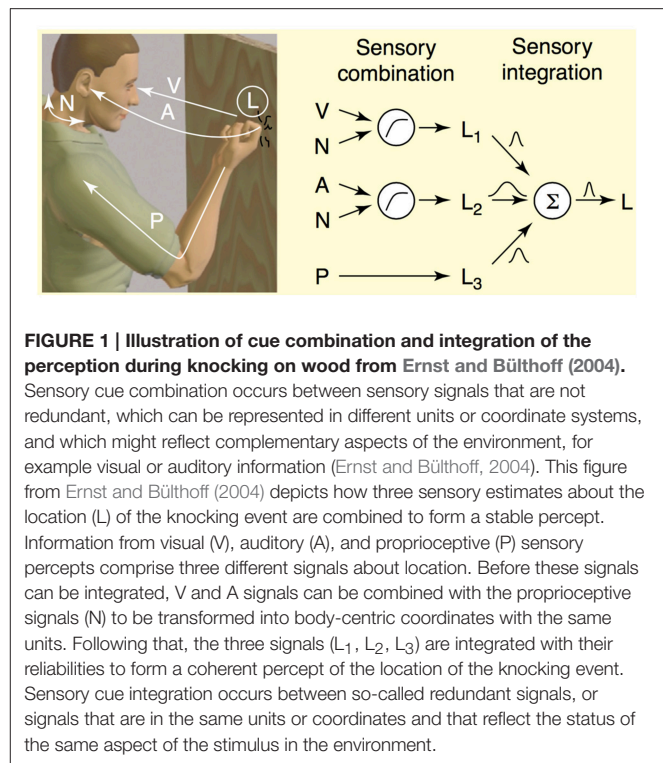 Sensory combination
Sensory integration
N
V
A
L
P
V
N
L₁
A
N
L₂
Σ
L
P
L₃
FIGURE 1 | Illustration of cue combination and integration of the
perception during knocking on wood from Ernst and Bülthoff (2004).
Sensory cue combination occurs between sensory signals that are not
redundant, which can be represented in different units or coordinate systems,
and which might reflect complementary aspects of the environment, for
example visual or auditory information (Ernst and Bülthoff, 2004). This figure
from Ernst and Bülthoff (2004) depicts how three sensory estimates about the
location (L) of the knocking event are combined to form a stable percept.
Information from visual (V), auditory (A), and proprioceptive (P) sensory
percepts comprise three different signals about location. Before these signals
can be integrated, V and A signals can be combined with the proprioceptive
signals (N) to be transformed into body-centric coordinates with the same
units. Following that, the three signals (L₁, L₂, L₃) are integrated with their
reliabilities to form a coherent percept of the location of the knocking event.
Sensory cue integration occurs between so-called redundant signals, or
signals that are in the same units or coordinates and that reflect the status of
the same aspect of the stimulus in the environment.